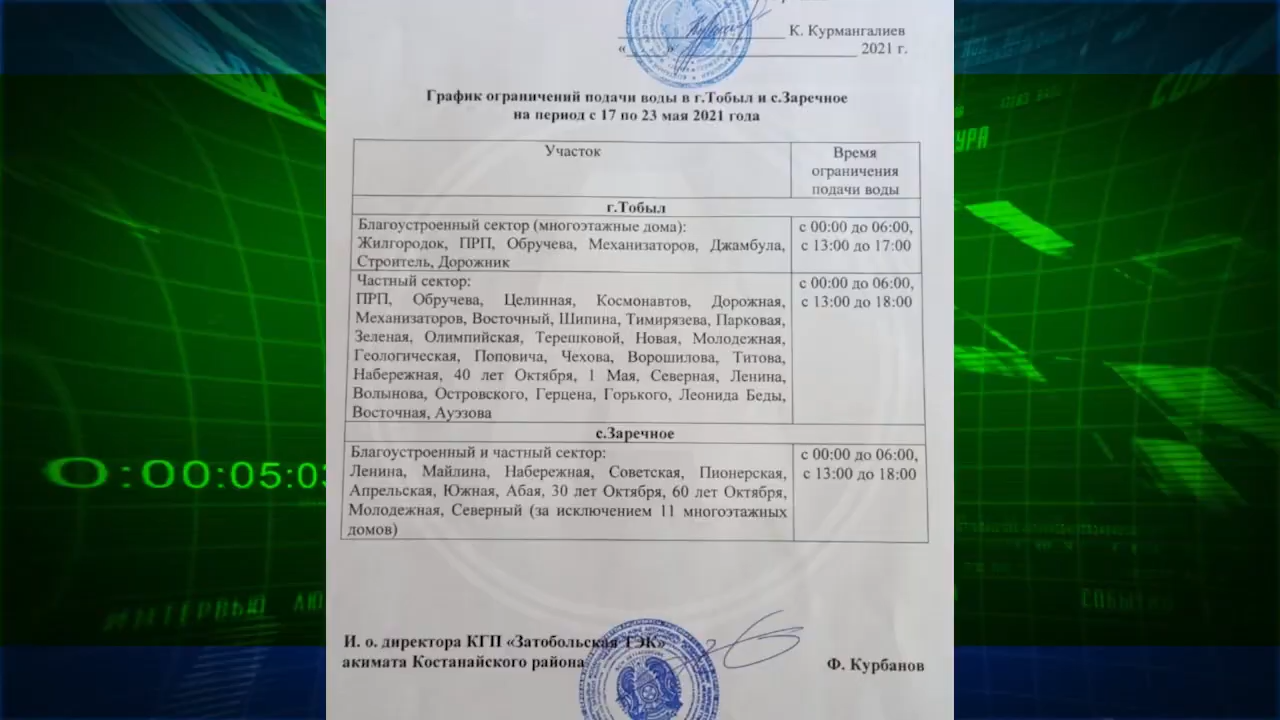 К. Курмангалиев
« » 2021 г.
График ограничений подачи воды в г.Тобыл и с.Заречное
на период с 17 по 23 мая 2021 года
Участок
Время
ограничения
подачи воды
г.Тобыл
Благоустроенный сектор (многоэтажные дома):
Жилгородок, ПРП, Обручева, Механизаторов, Джамбула,
Строитель, Дорожник
с 00:00 до 06:00,
с 13:00 до 17:00
Частный сектор:
ПРП, Обручева, Целинная, Космонавтов, Дорожная,
Механизаторов, Восточный, Шипина, Тимирязева, Парковая,
Зеленая, Олимпийская, Терешковой, Новая, Молодежная,
Геологическая, Поповича, Чехова, Ворошилова, Титова,
Набережная, 40 лет Октября, 1 Мая, Северная, Ленина,
Волынова, Островского, Герцена, Горького, Леонида Беды,
Восточная, Ауэзова
с 00:00 до 06:00,
с 13:00 до 18:00
с.Заречное
Благоустроенный и частный сектор:
Ленина, Майлина, Набережная, Советская, Пионерская,
Апрельская, Южная, Абая, 30 лет Октября, 60 лет Октября,
Молодежная, Северный (за исключением 11 многоэтажных
домов)
с 00:00 до 06:00,
с 13:00 до 18:00
И. о. директора КГП «Затобольская ТЭК»
акимата Костанайского района
Ф. Курбанов
0:00:05:03
ИНТЕРВЬЮ
СОБЫТИ